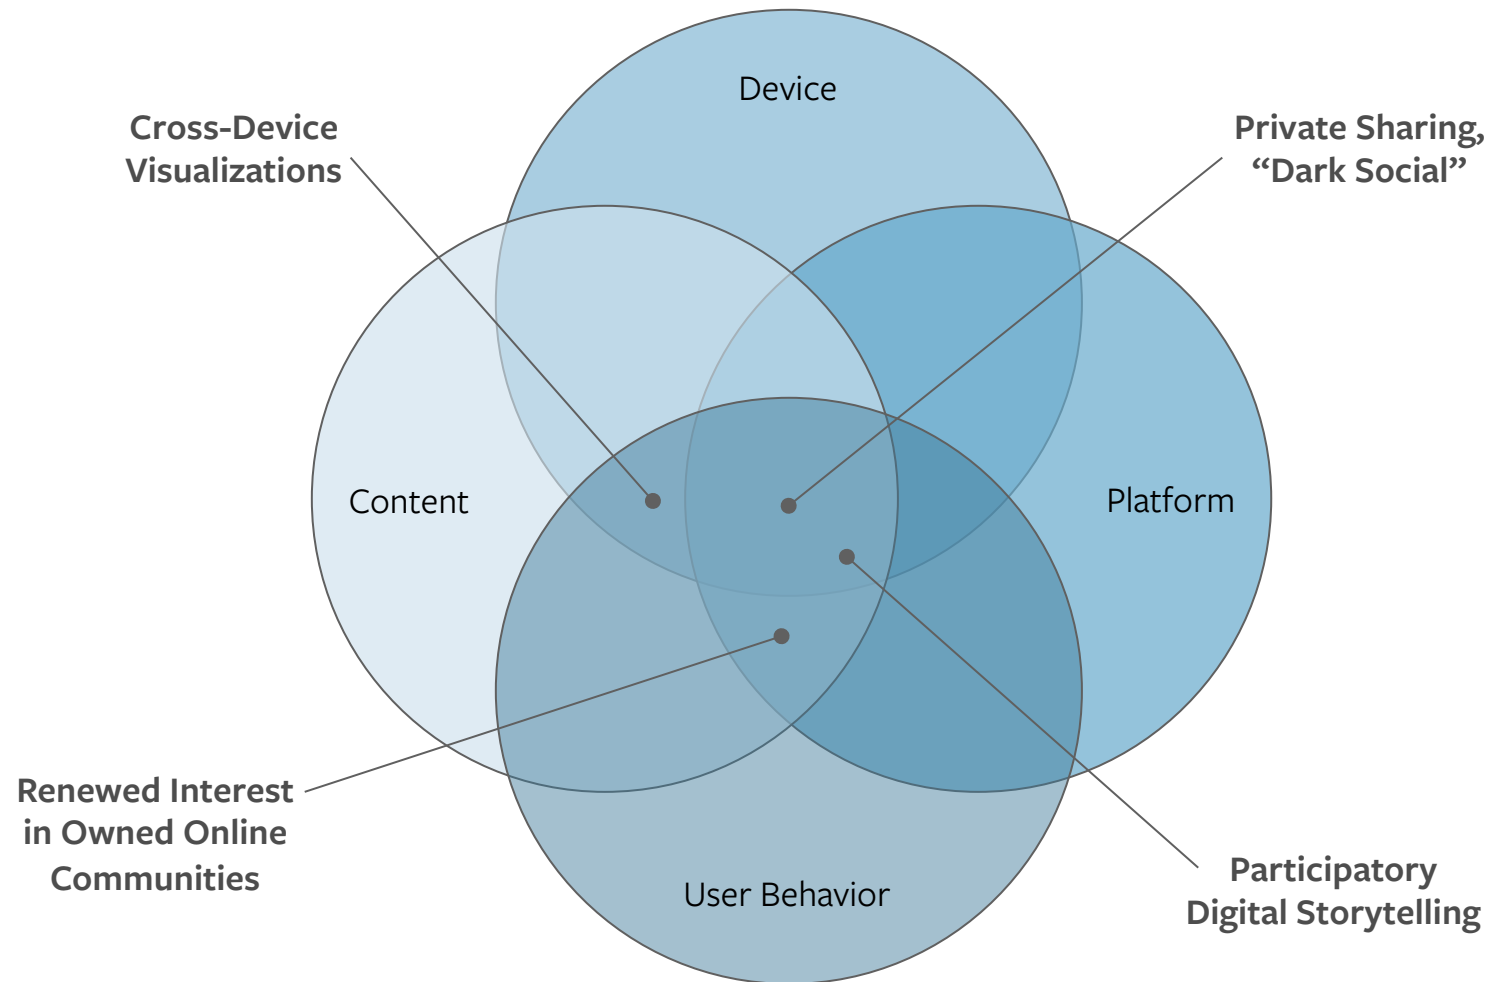 Device
Cross-Device
Visualizations
Private Sharing,
“Dark Social”
Content
Platform
Renewed Interest
in Owned Online
Communities
User Behavior
Participatory
Digital Storytelling